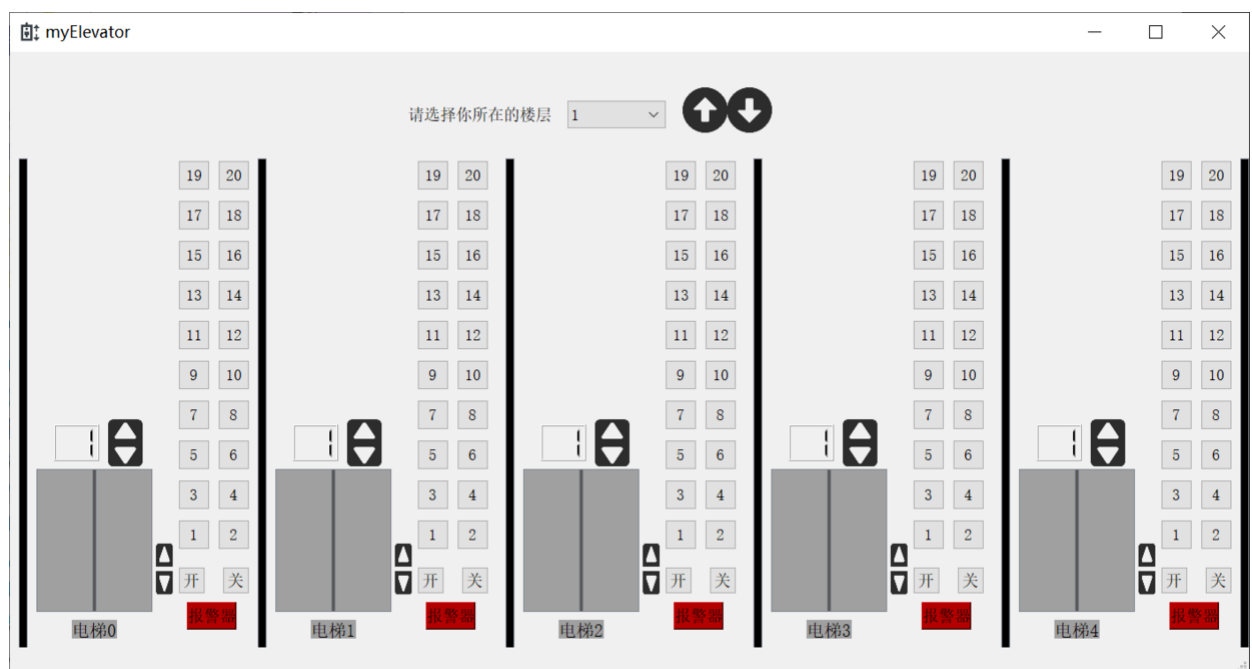 myElevator
请选择你所在的楼层 1
19 20 19 20 19 20 19 20 19 20
17 18 17 18 17 18 17 18 17 18
15 16 15 16 15 16 15 16 15 16
13 14 13 14 13 14 13 14 13 14
11 12 11 12 11 12 11 12 11 12
9 10 9 10 9 10 9 10 9 10
7 8 7 8 7 8 7 8 7 8
1 5 6 1 5 6 1 5 6 1 5 6 1 5 6
3 4 3 4 3 4 3 4 3 4
1 2 1 2 1 2 1 2 1 2
开 关 开 关 开 关 开 关 开 关
报警器 报警器 报警器 报警器 报警器
电梯0 电梯1 电梯2 电梯3 电梯4